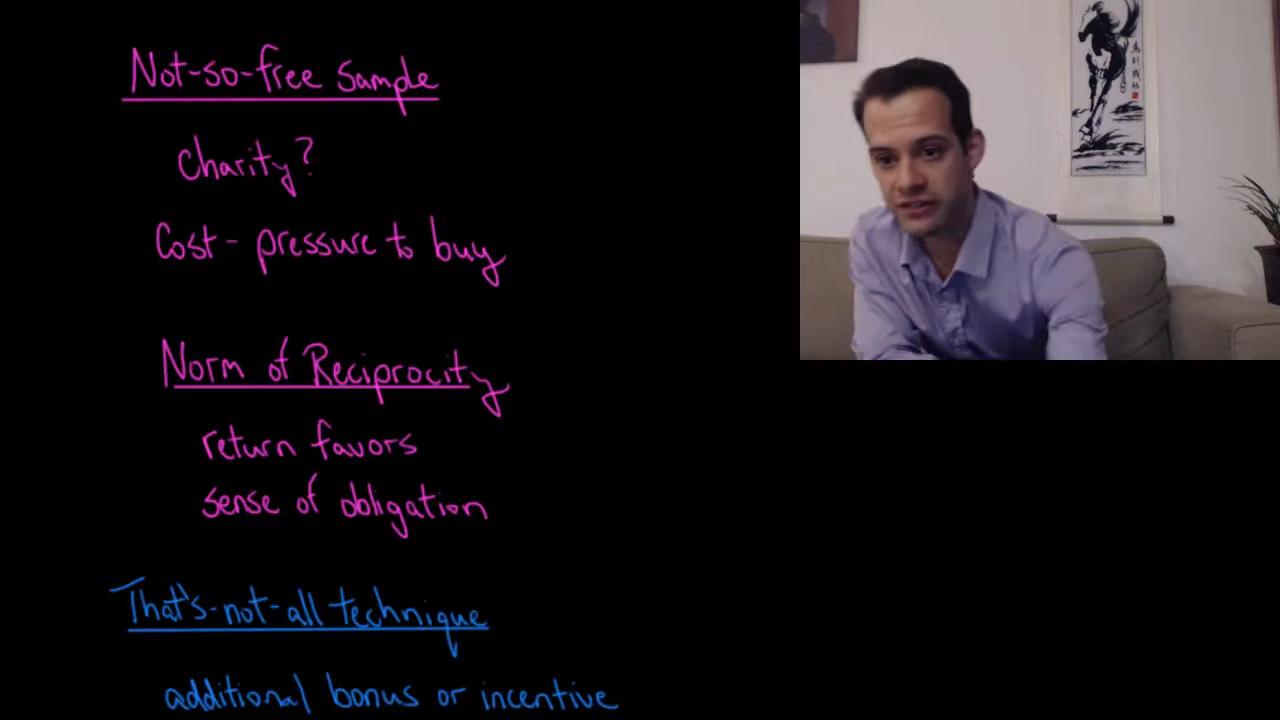 Not-so-free sample
Charity?
Cost - pressure to buy
Norm of Reciprocity
return favors
sense of obligation
That's-not-all technique
additional bonus or incentive